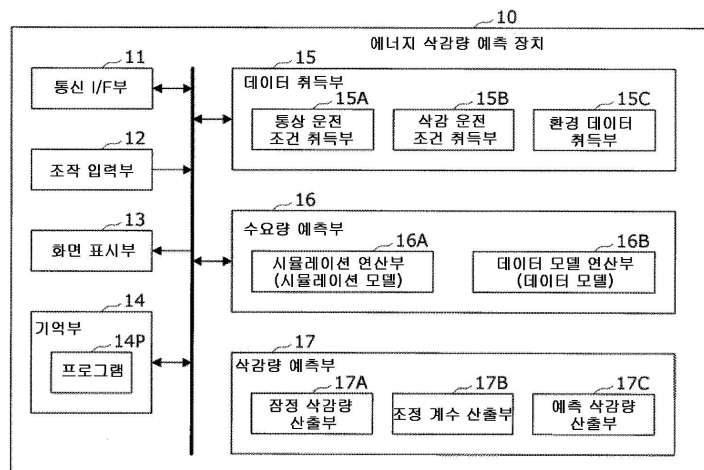 10
에너지 삭감량 예측 장치
11
통신 I/F부
12
조작 입력부
13
화면 표시부
14
기억부
14P
프로그램
15
데이터 취득부
15A
통상 운전
조건 취득부
15B
삭감 운전
조건 취득부
15C
환경 데이터
취득부
16
수요량 예측부
16A
시뮬레이션 연산부
(시뮬레이션 모델)
16B
데이터 모델 연산부
(데이터 모델)
17
삭감량 예측부
17A
잠정 삭감량
산출부
17B
조정 계수 산출부
17C
예측 삭감량
산출부